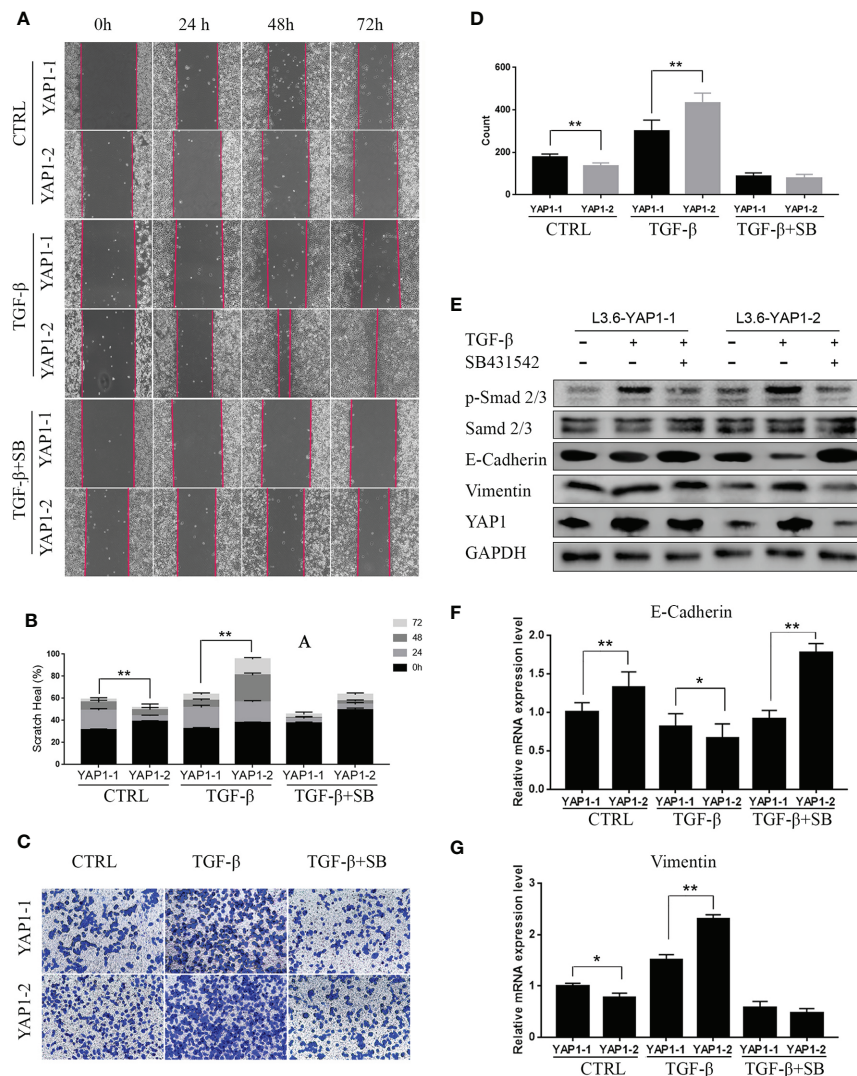 A
0h 24 h 48h 72h
CTRL
YAP1-1
YAP1-2
TGF-β
YAP1-1
YAP1-2
TGF-β+SB
YAP1-1
YAP1-2
B
A
72
48
24
0h
Scratch Heal (%)
100
80
60
40
20
0
** **
YAP1-1 YAP1-2 YAP1-1 YAP1-2 YAP1-1 YAP1-2
CTRL TGF-β TGF-β+SB
C
CTRL TGF-β TGF-β+SB
YAP1-1
YAP1-2
D
Count
600
400
200
0
** **
YAP1-1 YAP1-2 YAP1-1 YAP1-2 YAP1-1 YAP1-2
CTRL TGF-β TGF-β+SB
E
L3.6-YAP1-1 L3.6-YAP1-2
TGF-β – + + – + +
SB431542 – – + – – +
p-Smad 2/3
Samd 2/3
E-Cadherin
Vimentin
YAP1
GAPDH
F
E-Cadherin
Relative mRNA expression level
2.0
1.5
1.0
0.5
0.0
** * **
YAP1-1 YAP1-2 YAP1-1 YAP1-2 YAP1-1 YAP1-2
CTRL TGF-β TGF-β+SB
G
Vimentin
Relative mRNA expression level
3
2
1
0
* **
YAP1-1 YAP1-2 YAP1-1 YAP1-2 YAP1-1 YAP1-2
CTRL TGF-β TGF-β+SB